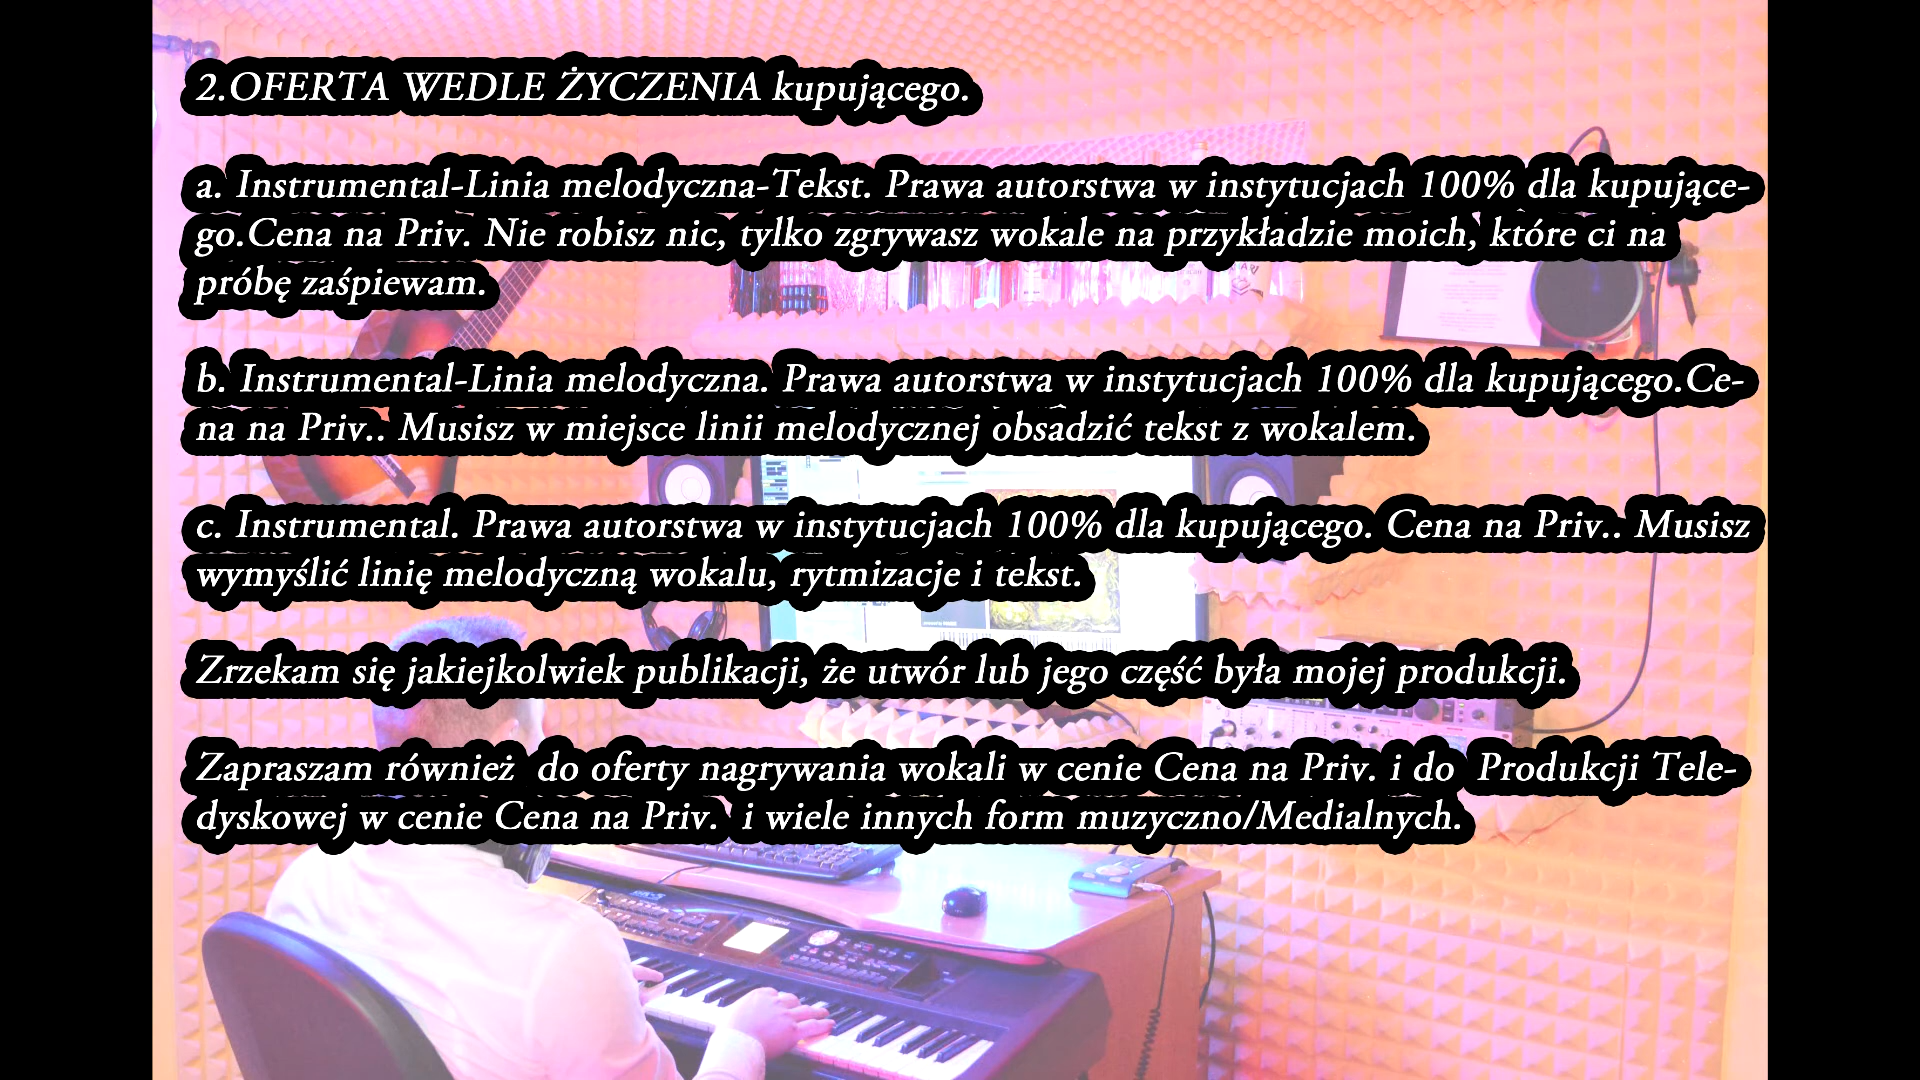 2.OFERTA WEDLE ŻYCZENIA kupującego.
a. Instrumental-Linia melodyczna-Tekst. Prawa autorstwa w instytucjach 100% dla kupujące-
go.Cena na Priv. Nie robisz nic, tylko zgrywasz wokale na przykładzie moich, które ci na
próbę zaśpiewam.
b. Instrumental-Linia melodyczna. Prawa autorstwa w instytucjach 100% dla kupującego.Ce-
na na Priv.. Musisz w miejsce linii melodycznej obsadzić tekst z wokalem.
c. Instrumental. Prawa autorstwa w instytucjach 100% dla kupującego. Cena na Priv.. Musisz
wymyślić linię melodyczną wokalu, rytmizacje i tekst.
Zrzekam się jakiejkolwiek publikacji, że utwór lub jego część była mojej produkcji.
Zapraszam również  do oferty nagrywania wokali w cenie Cena na Priv. i do  Produkcji Tele-
dyskowej w cenie Cena na Priv.  i wiele innych form muzyczno/Medialnych.